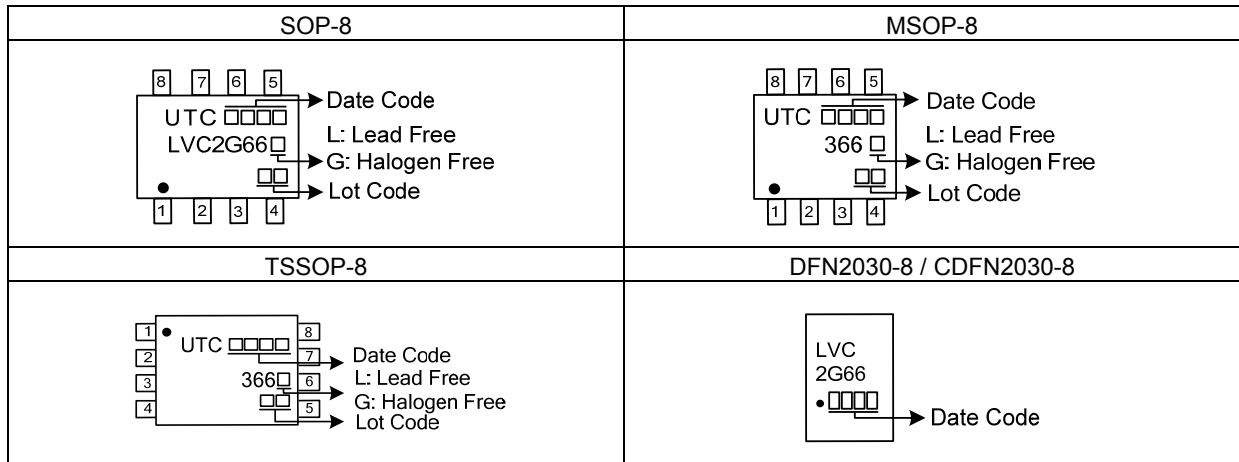 SOP-8
MSOP-8
8 7 6 5
UTC □□□□ Date Code
LVC2G66□ L: Lead Free
G: Halogen Free
□□ Lot Code
1 2 3 4
8 7 6 5
UTC □□□□ Date Code
366 □ L: Lead Free
G: Halogen Free
□□ Lot Code
1 2 3 4
TSSOP-8
DFN2030-8 / CDFN2030-8
1 8
UTC □□□□
2 7 Date Code
3 366□ 6 L: Lead Free
G: Halogen Free
4 □□ 5 Lot Code
LVC
2G66
□□□□ Date Code